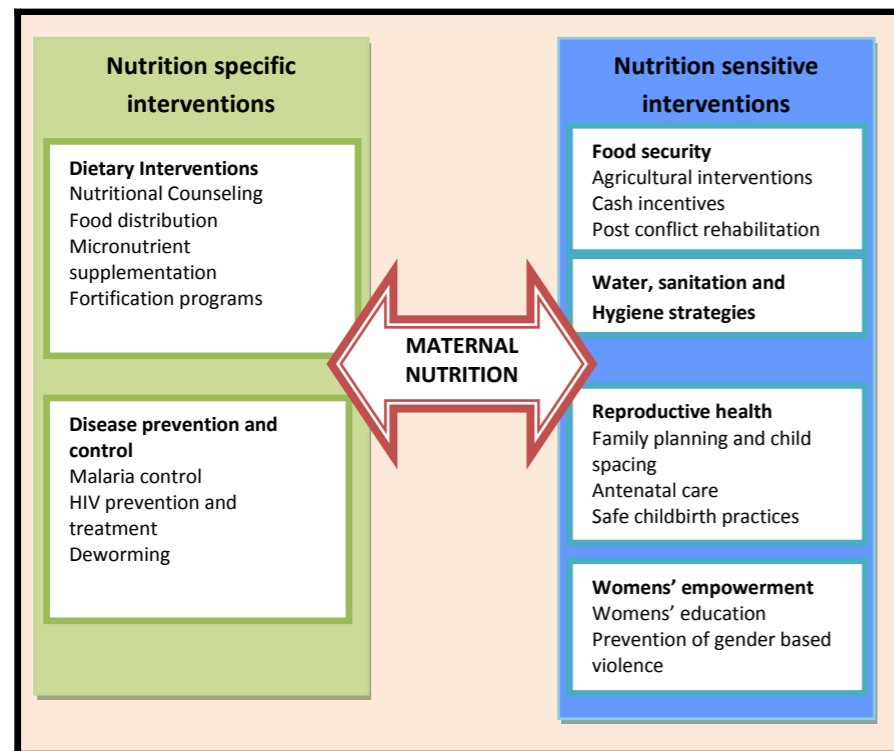 Nutrition specific
interventions
Dietary Interventions
Nutritional Counseling
Food distribution
Micronutrient
supplementation
Fortification programs
Disease prevention and
control
Malaria control
HIV prevention and
treatment
Deworming
MATERNAL
NUTRITION
Nutrition sensitive
interventions
Food security
Agricultural interventions
Cash incentives
Post conflict rehabilitation
Water, sanitation and
Hygiene strategies
Reproductive health
Family planning and child
spacing
Antenatal care
Safe childbirth practices
Womens’ empowerment
Womens’ education
Prevention of gender based
violence